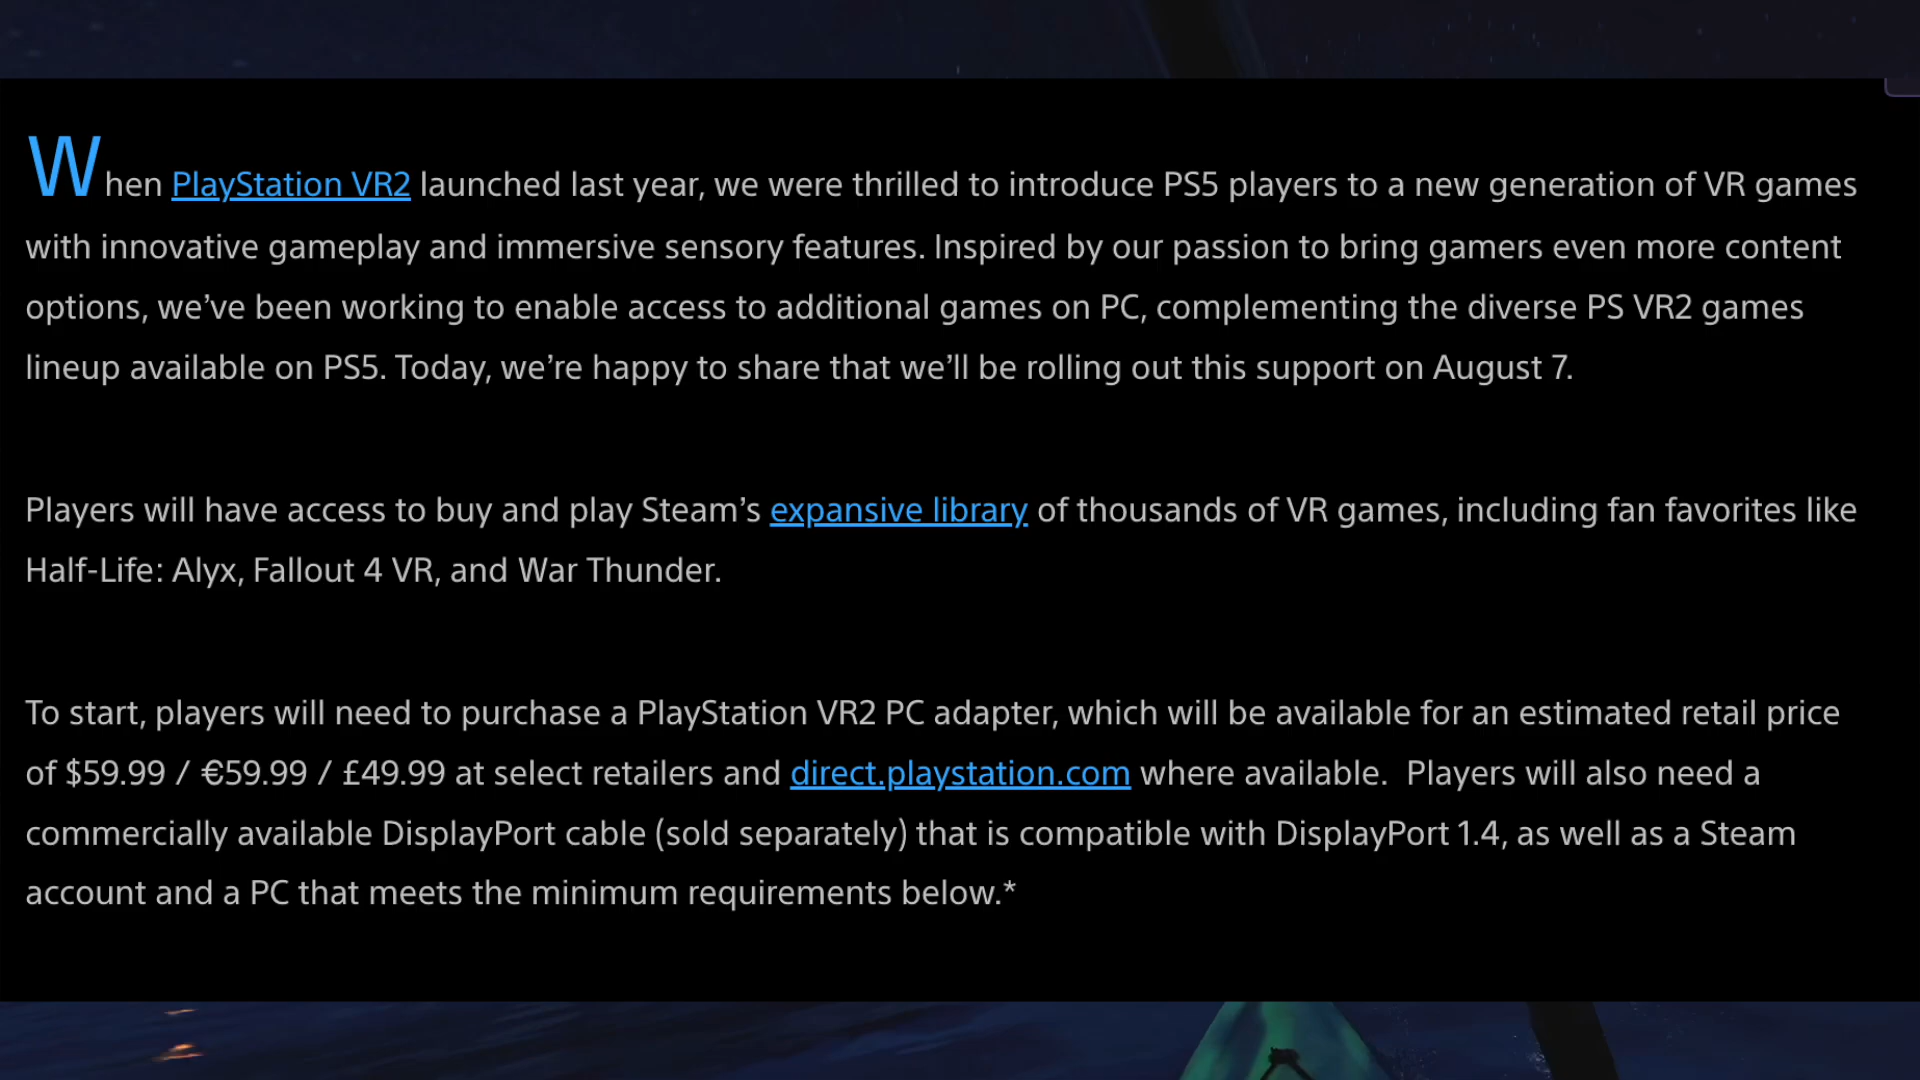 When PlayStation VR2 launched last year, we were thrilled to introduce PS5 players to a new generation of VR games
with innovative gameplay and immersive sensory features. Inspired by our passion to bring gamers even more content
options, we’ve been working to enable access to additional games on PC, complementing the diverse PS VR2 games
lineup available on PS5. Today, we’re happy to share that we’ll be rolling out this support on August 7.
Players will have access to buy and play Steam’s expansive library of thousands of VR games, including fan favorites like
Half-Life: Alyx, Fallout 4 VR, and War Thunder.
To start, players will need to purchase a PlayStation VR2 PC adapter, which will be available for an estimated retail price
of $59.99 / €59.99 / £49.99 at select retailers and direct.playstation.com where available.  Players will also need a
commercially available DisplayPort cable (sold separately) that is compatible with DisplayPort 1.4, as well as a Steam
account and a PC that meets the minimum requirements below.*